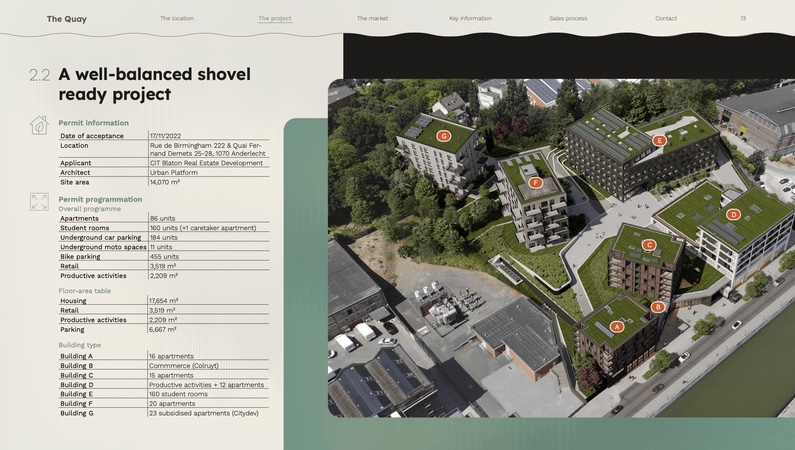 The Quay
The location
The project
The market
Key information
Sales process
Contact
13
2.2 A well-balanced shovel
ready project
Permit information
Date of acceptance 17/11/2022
Location Rue de Birmingham 222 & Quai Fer-
nand Demets 25-28, 1070 Anderlecht
Applicant CIT Blaton Real Estate Development
Architect Urban Platform
Site area 14,070 m²
Permit programmation
Overall programme
Apartments 86 units
Student rooms 160 units (+1 caretaker apartment)
Underground car parking 184 units
Underground moto spaces 11 units
Bike parking 455 units
Retail 3,519 m²
Productive activities 2,209 m²
Floor-area table
Housing 17,654 m²
Retail 3,519 m²
Productive activities 2,209 m²
Parking 6,667 m²
Building type
Building A 16 apartments
Building B Commmerce (Colruyt)
Building C 15 apartments
Building D Productive activities + 12 apartments
Building E 160 student rooms
Building F 20 apartments
Building G 23 subsidised apartments (Citydev)
G
E
F
D
C
B
A